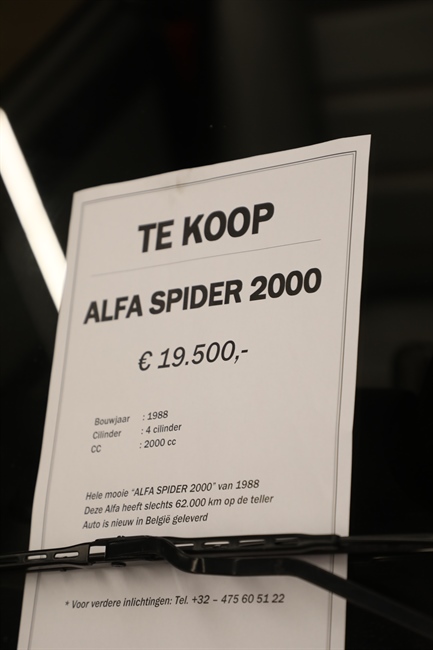 TE KOOP
ALFA SPIDER 2000
€ 19.500,-
Bouwjaar : 1988
Cilinder : 4 cilinder
CC : 2000 cc
Hele mooie “ALFA SPIDER 2000” van 1988
Deze Alfa heeft slechts 62.000 km op de teller
Auto is nieuw in België geleverd
* Voor verdere inlichtingen: Tel. +32 – 475 60 51 22